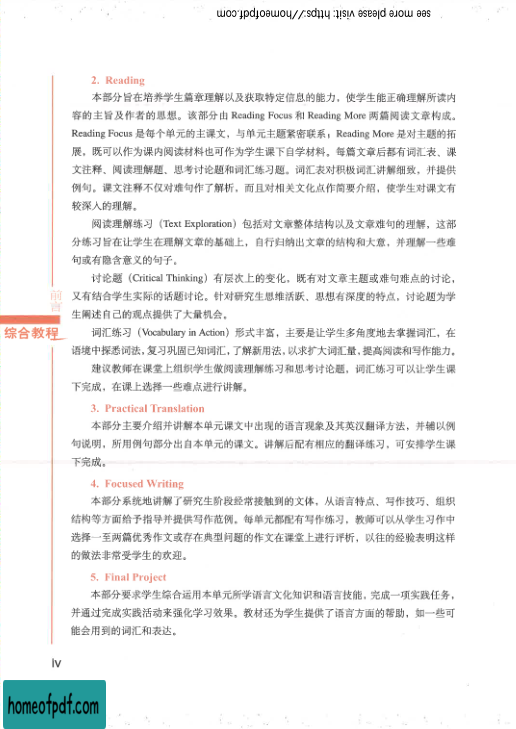 see more please visit: https://homeofpdf.com
2. Reading
本部分旨在培养学生篇章理解以及获取特定信息的能力，使学生能正确理解所读内
容的主旨及作者的思想。该部分由 Reading Focus 和 Reading More 两篇阅读文章构成。
Reading Focus 是每个单元的主课文，与单元主题紧密联系；Reading More 是对主题的拓
展，既可以作为课内阅读材料也可作为学生课下自学材料。每篇文章后都有词汇表、课
文注释、阅读理解题、思考讨论题和词汇练习题。词汇表对积极词汇讲解细致，并提供
例句。课文注释不仅对难句作了解析，而且对相关文化点作简要介绍，使学生对课文有
较深入的理解。
阅读理解练习（Text Exploration）包括对文章整体结构以及文章难句的理解，这部
分练习旨在让学生在理解文章的基础上，自行归纳出文章的结构和大意，并理解一些难
句或有隐含意义的句子。
讨论题（Critical Thinking）有层次上的变化，既有对文章主题或难句难点的讨论，
又有结合学生实际的话题讨论。针对研究生思维活跃、思想有深度的特点，讨论题为学
生阐述自己的观点提供了大量机会。
词汇练习（Vocabulary in Action）形式丰富，主要是让学生多角度地去掌握词汇，在
语境中探悉词法，复习巩固已知词汇，了解新用法，以求扩大词汇量，提高阅读和写作能力。
建议教师在课堂上组织学生做阅读理解练习和思考讨论题，词汇练习可以让学生课
下完成，在课上选择一些难点进行讲解。
3. Practical Translation
本部分主要介绍并讲解本单元课文中出现的语言现象及其英汉翻译方法，并辅以例
句说明，所用例句部分出自本单元的课文。讲解后配有相应的翻译练习，可安排学生课
下完成。
4. Focused Writing
本部分系统地讲解了研究生阶段经常接触到的文体，从语言特点、写作技巧、组织
结构等方面给予指导并提供写作范例。每单元都配有写作练习，教师可以从学生习作中
选择一至两篇优秀作文或存在典型问题的作文在课堂上进行评析，以往的经验表明这样
的做法非常受学生的欢迎。
5. Final Project
本部分要求学生综合运用本单元所学语言文化知识和语言技能，完成一项实践任务，
并通过完成实践活动来强化学习效果。教材还为学生提供了语言方面的帮助，如一些可
能会用到的词汇和表达。
前言
综合教程
iv
homeofpdf.com